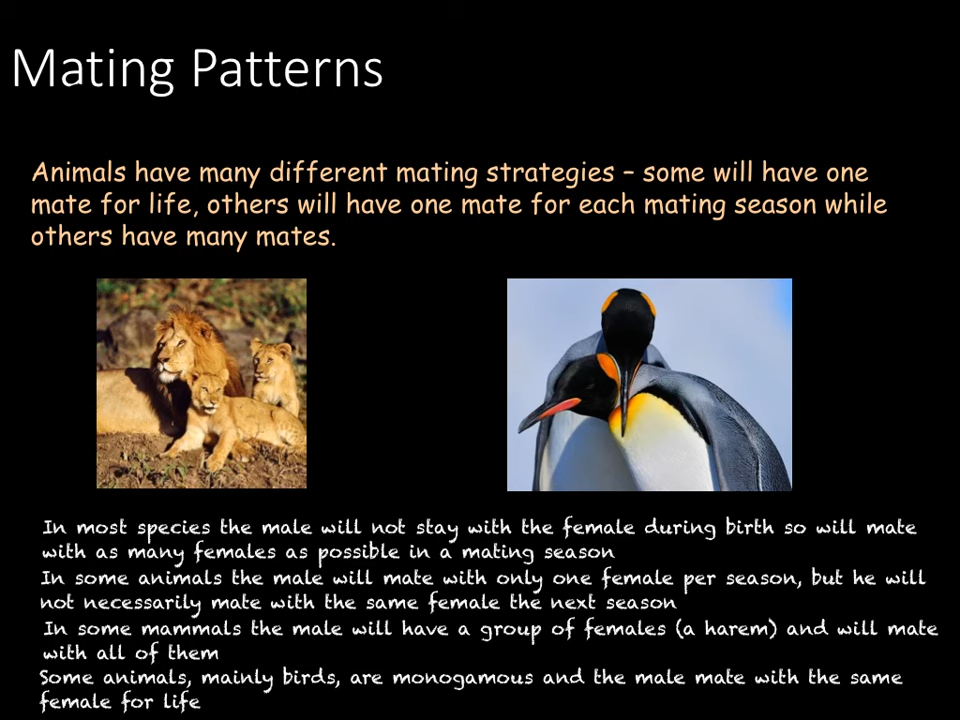 Mating Patterns
Animals have many different mating strategies – some will have one
mate for life, others will have one mate for each mating season while
others have many mates.
In most species the male will not stay with the female during birth so will mate
with as many females as possible in a mating season
In some animals the male will mate with only one female per season, but he will
not necessarily mate with the same female the next season
In some mammals the male will have a group of females (a harem) and will mate
with all of them
Some animals, mainly birds, are monogamous and the male mate with the same
female for life